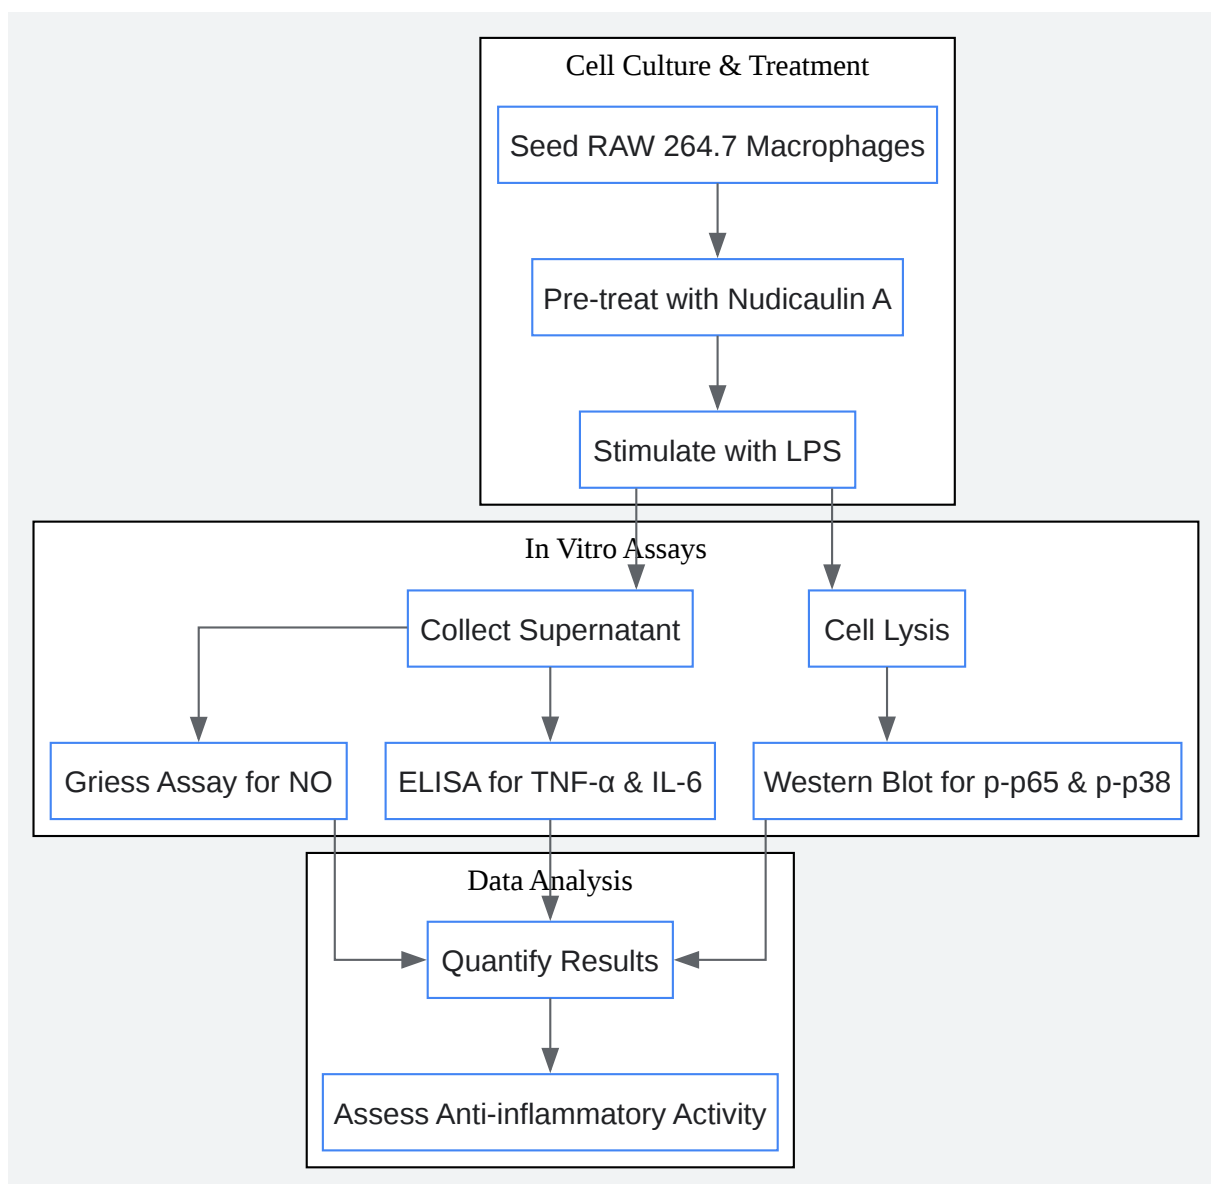 Cell Culture & Treatment
Seed RAW 264.7 Macrophages
Pre-treat with Nudicaulin A
Stimulate with LPS
In Vitro Assays
Collect Supernatant
Cell Lysis
Griess Assay for NO
ELISA for TNF-α & IL-6
Western Blot for p-p65 & p-p38
Data Analysis
Quantify Results
Assess Anti-inflammatory Activity